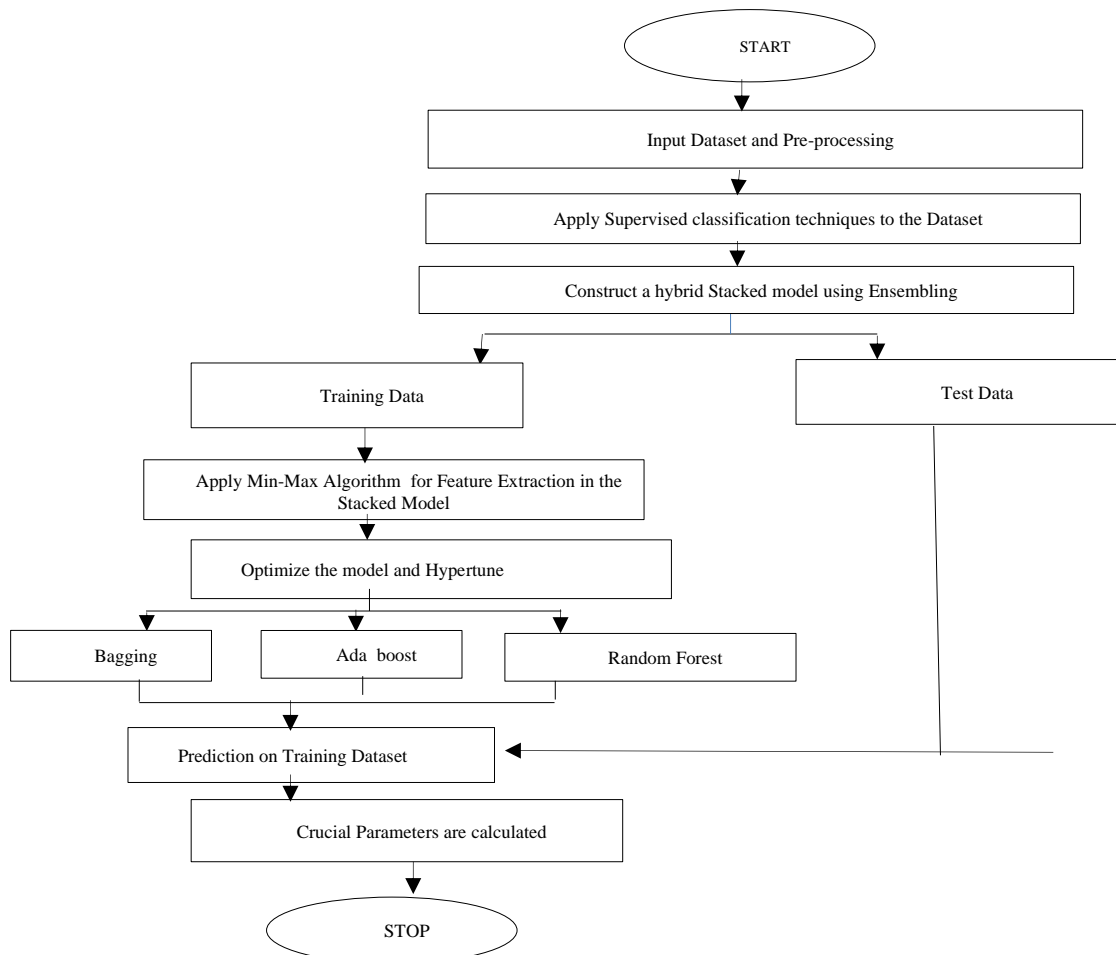 START
Input Dataset and Pre-processing
Apply Supervised classification techniques to the Dataset
Construct a hybrid Stacked model using Ensembling
Training Data
Test Data
Apply Min-Max Algorithm for Feature Extraction in the
Stacked Model
Optimize the model and Hypertune
Bagging
Ada boost
Random Forest
Prediction on Training Dataset
Crucial Parameters are calculated
STOP